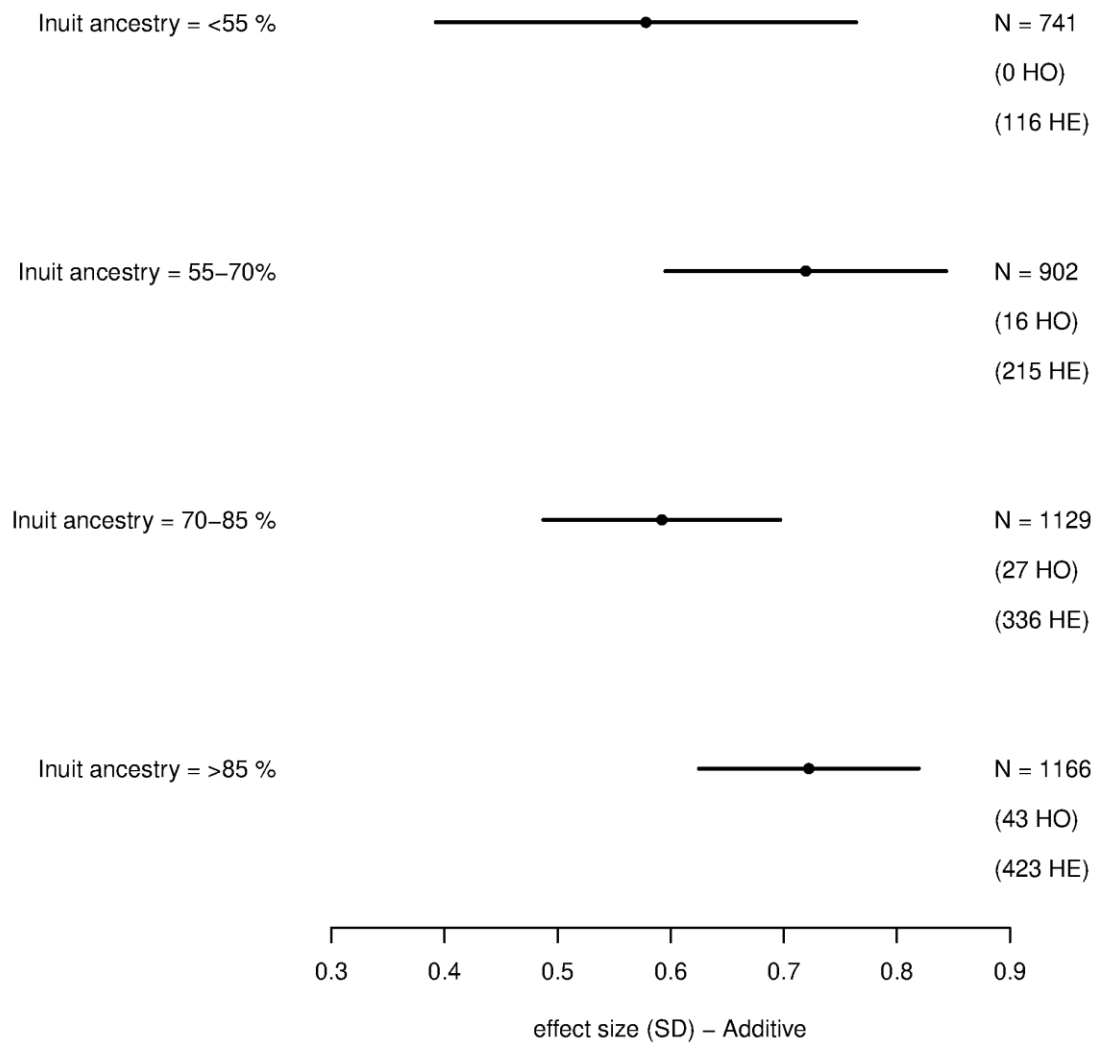 Inuit ancestry = <55 %
N = 741
(0 HO)
(116 HE)
Inuit ancestry = 55−70%
N = 902
(16 HO)
(215 HE)
Inuit ancestry = 70−85 %
N = 1129
(27 HO)
(336 HE)
Inuit ancestry = >85 %
N = 1166
(43 HO)
(423 HE)
0.3 0.4 0.5 0.6 0.7 0.8 0.9
effect size (SD) − Additive